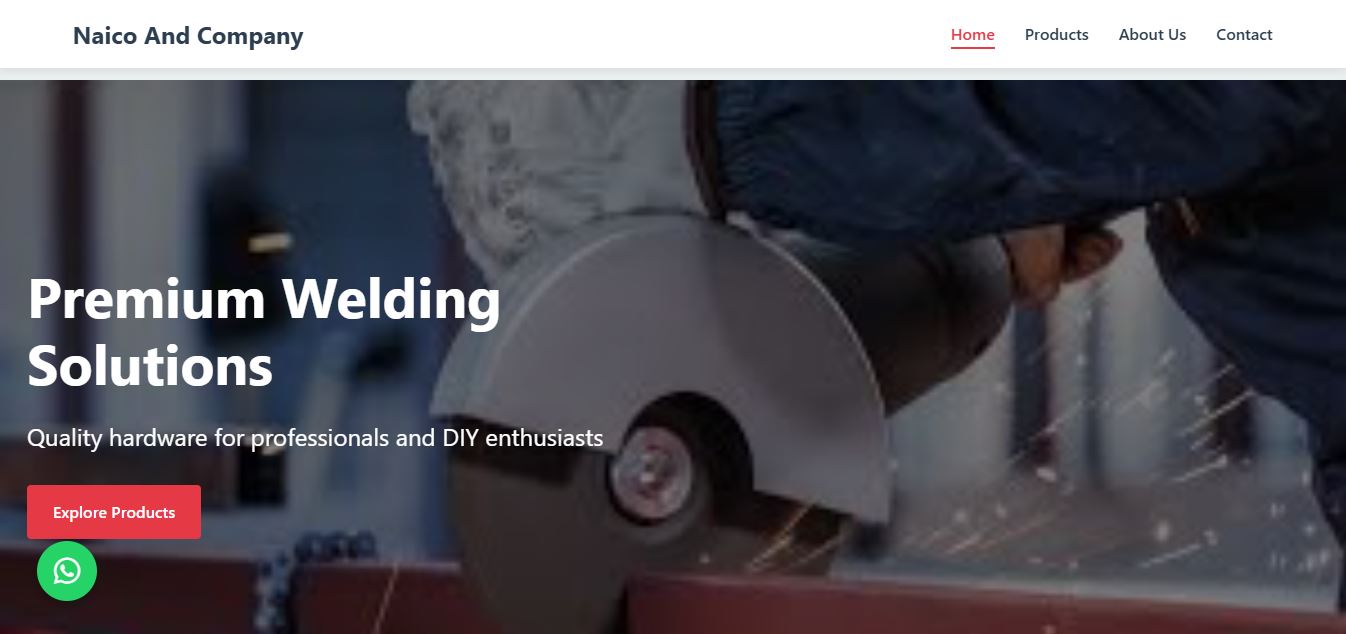 Naico And Company
Home Products About Us Contact
Premium Welding
Solutions
Quality hardware for professionals and DIY enthusiasts
Explore Products